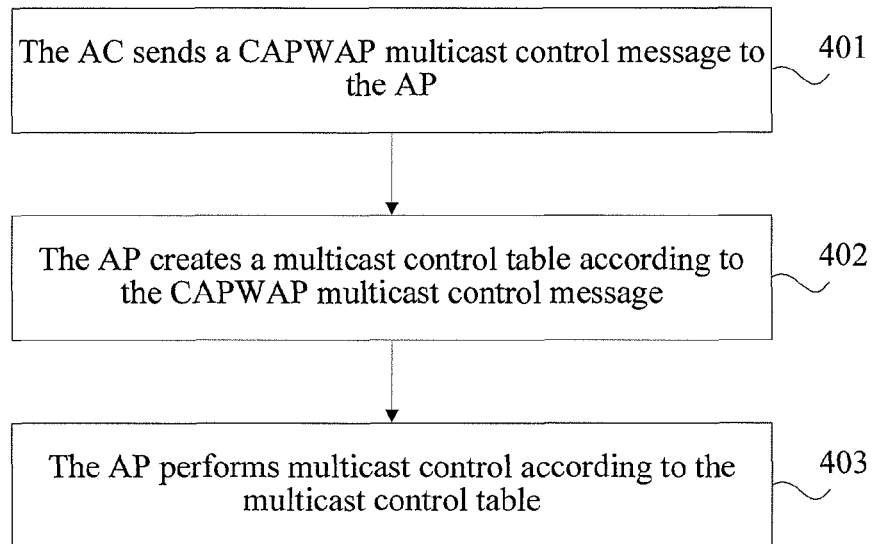 The AC sends a CAPWAP multicast control message to
the AP
401
The AP creates a multicast control table according to
the CAPWAP multicast control message
402
The AP performs multicast control according to the
multicast control table
403